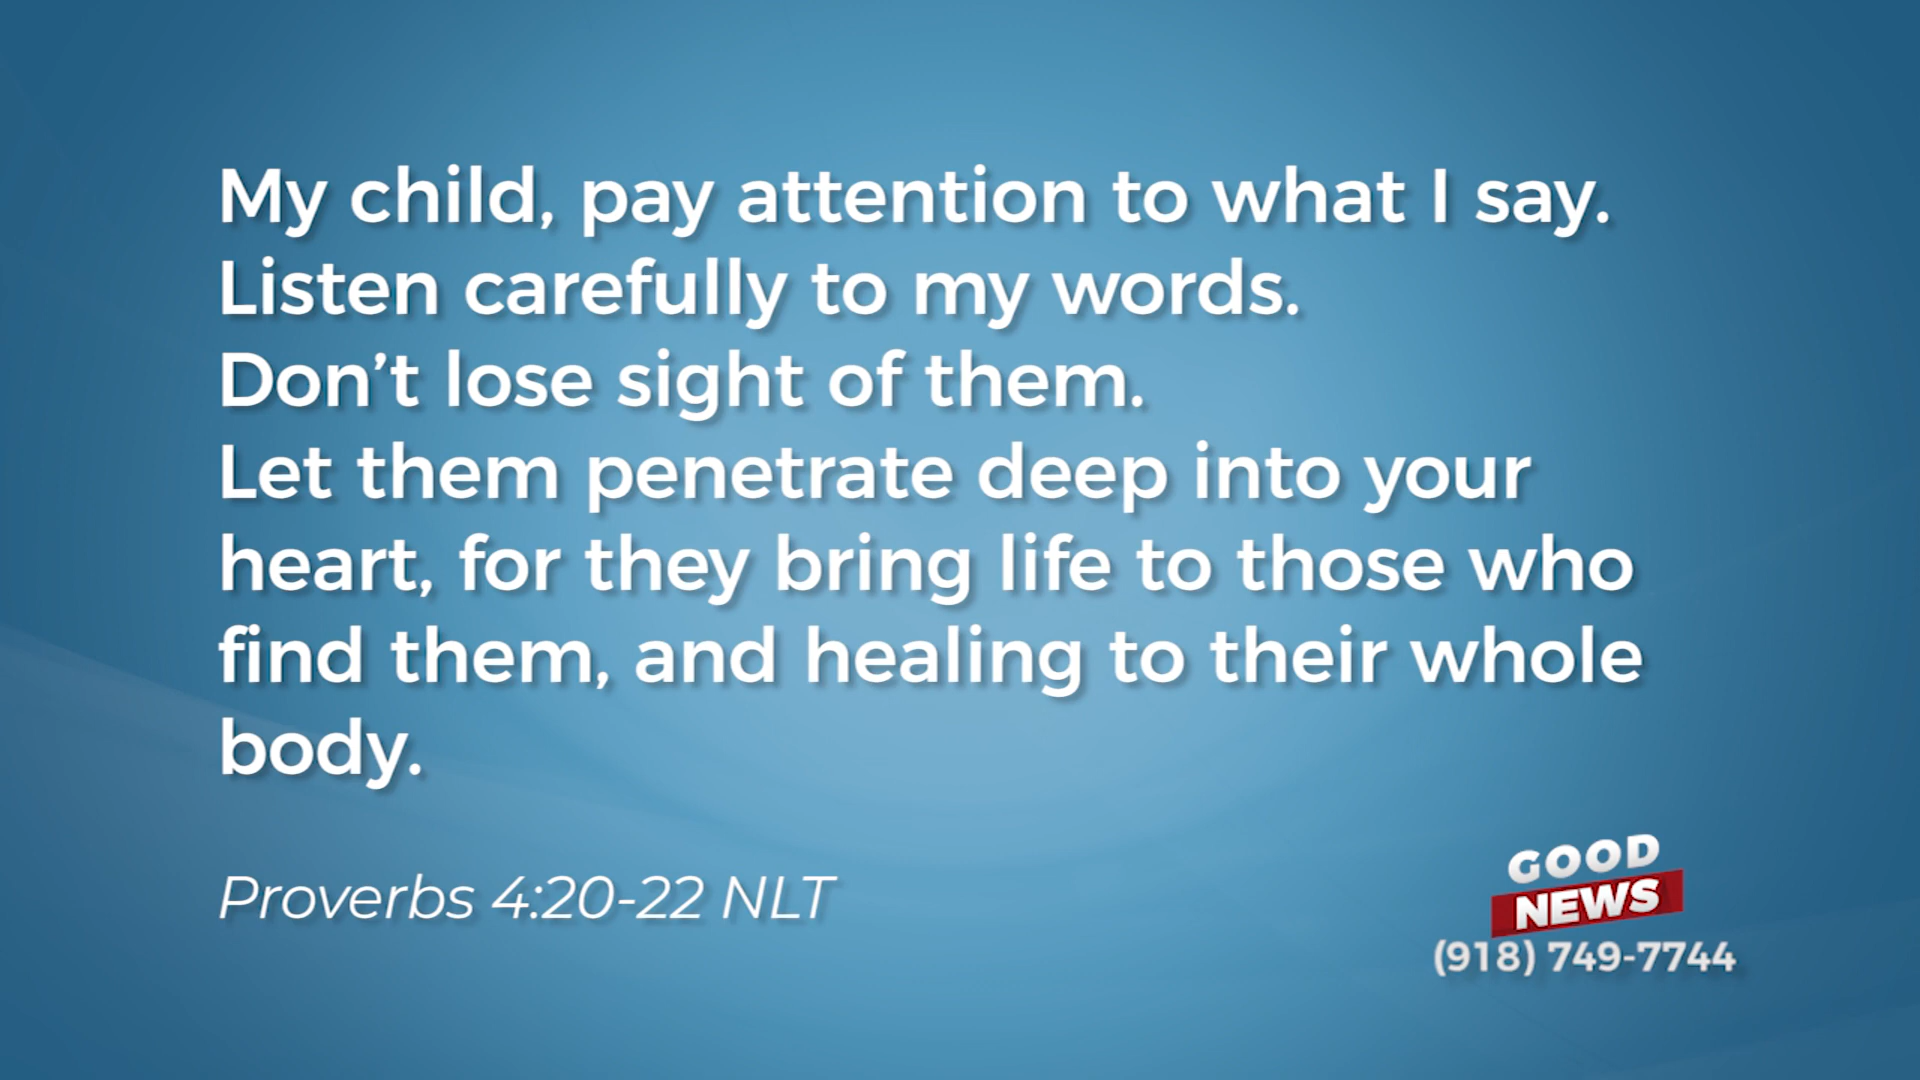 My child, pay attention to what I say.
Listen carefully to my words.
Don’t lose sight of them.
Let them penetrate deep into your
heart, for they bring life to those who
find them, and healing to their whole
body.
Proverbs 4:20-22 NLT
GOOD
NEWS
(918) 749-7744